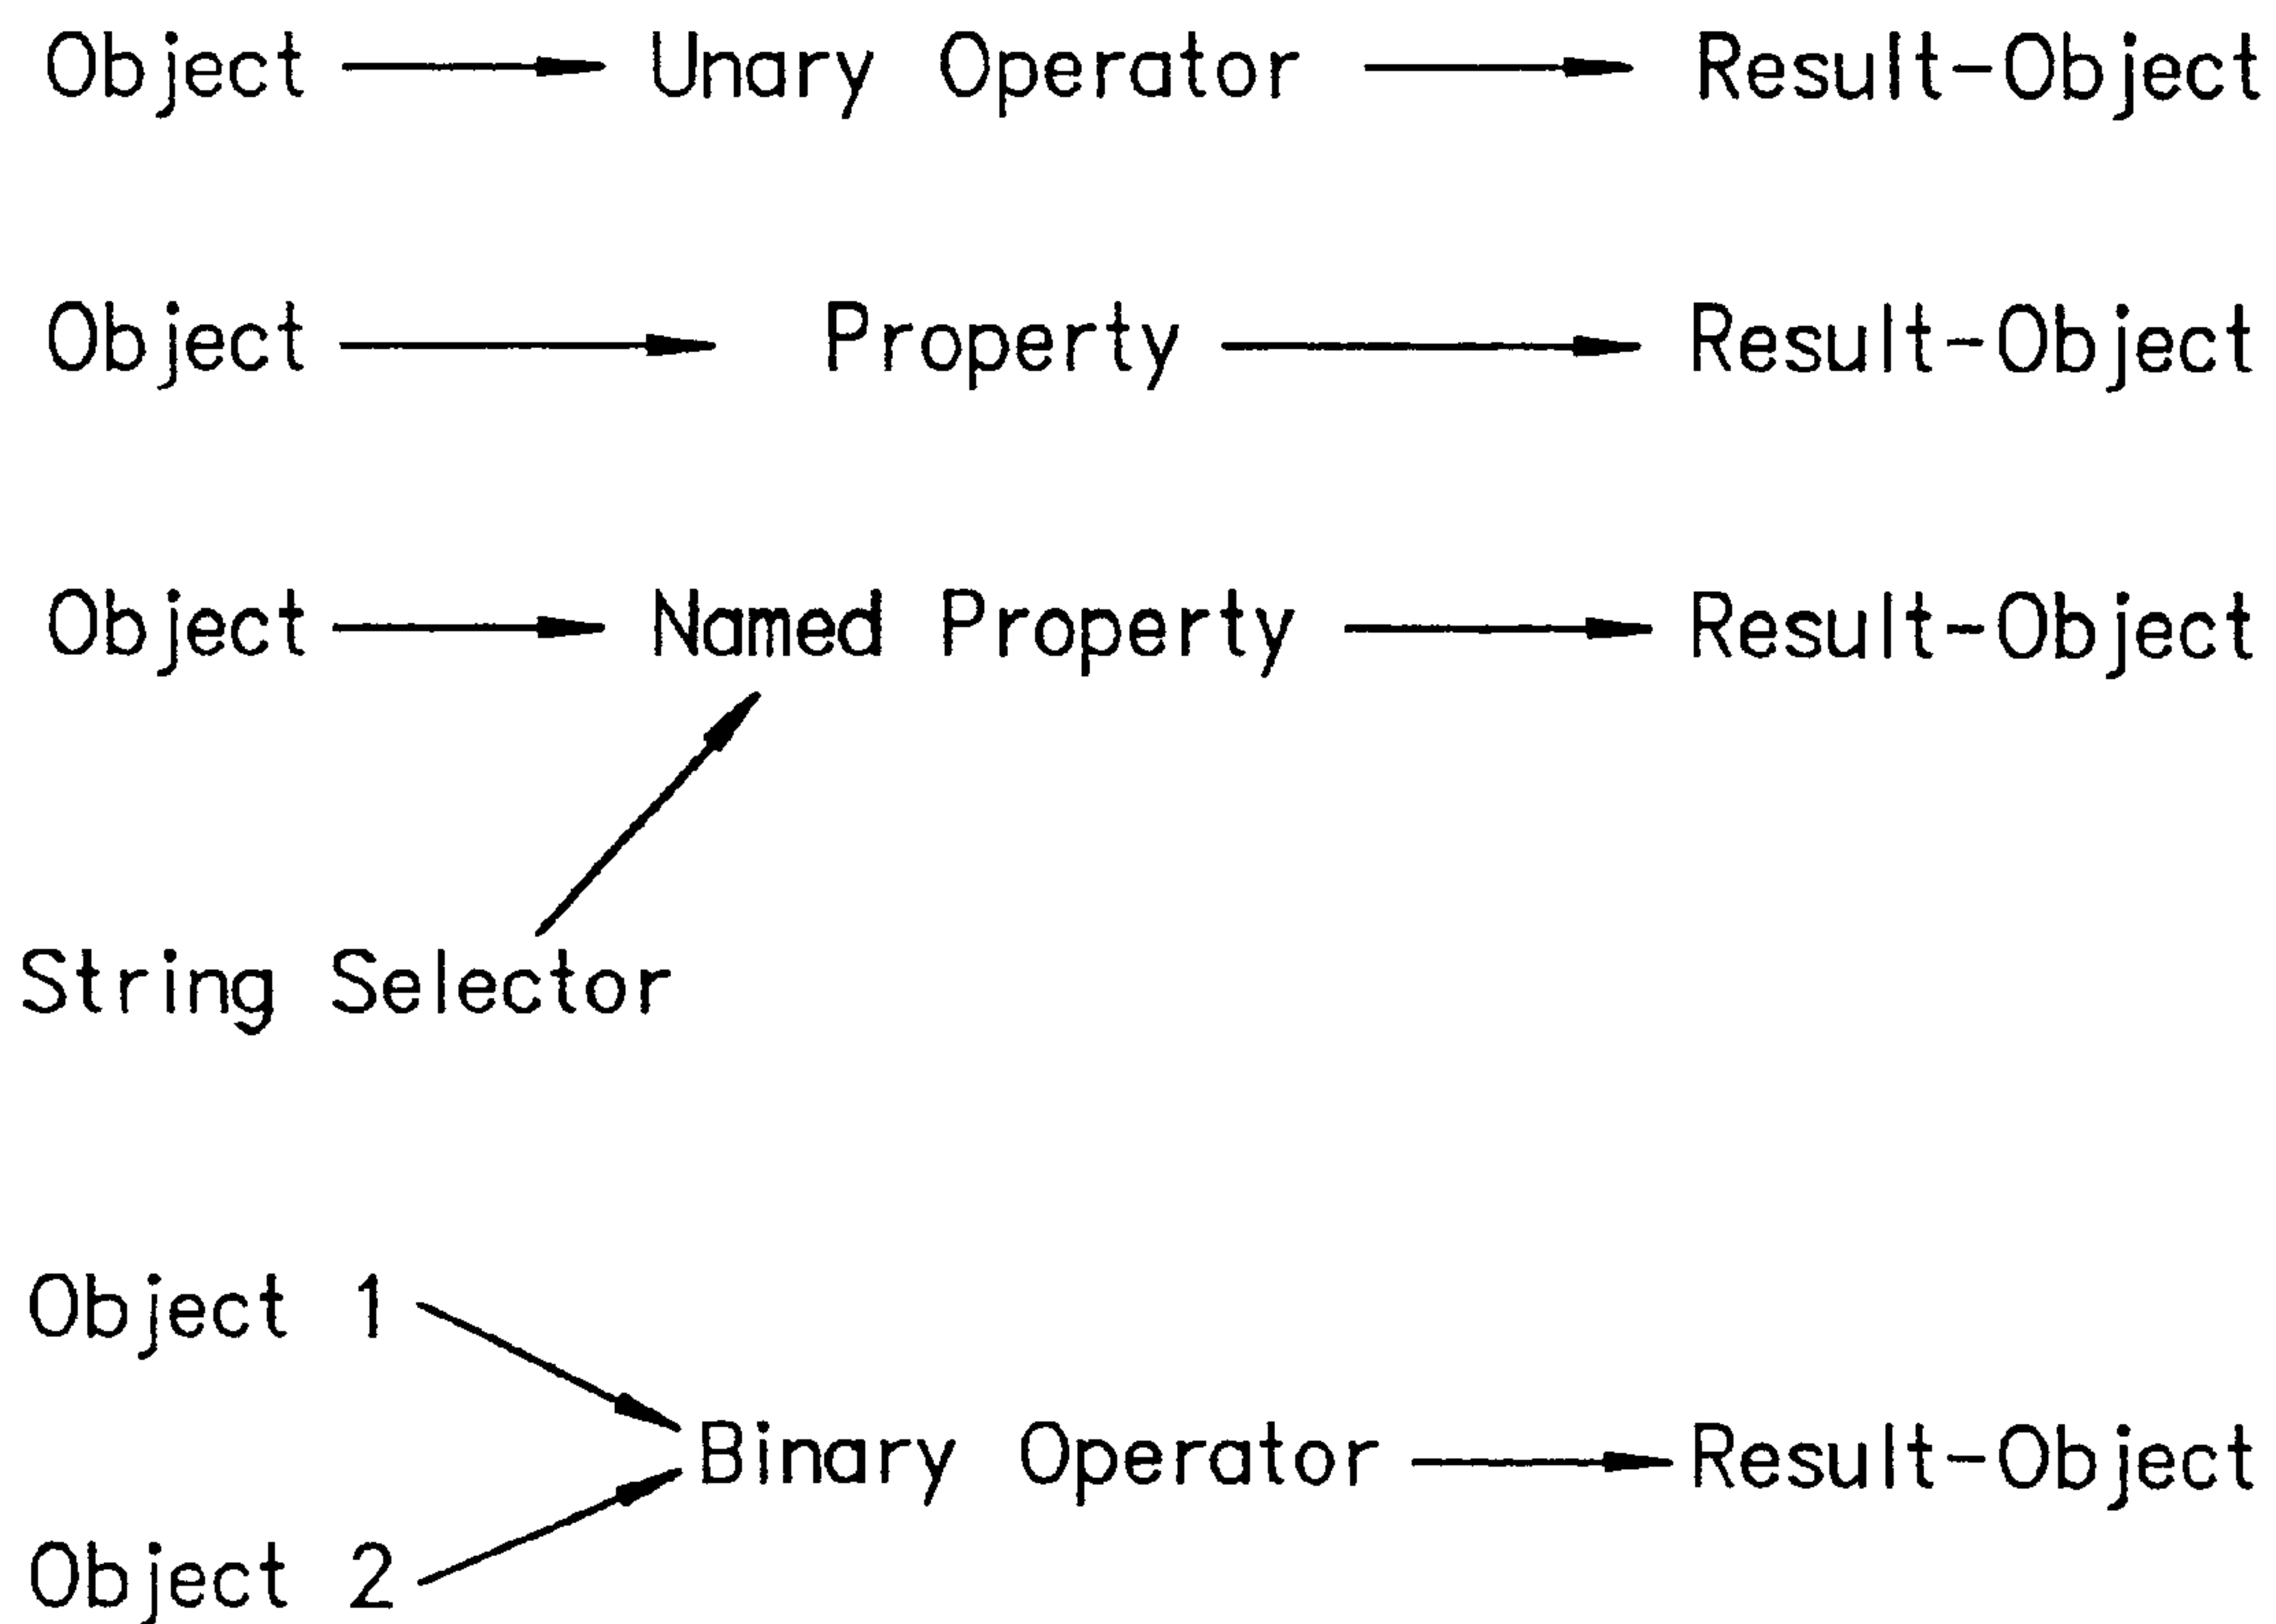 Object Unary Operator Result-Object
Object Property Result-Object
Object Named Property Result-Object
String Selector
Object 1
Binary Operator Result-Object
Object 2